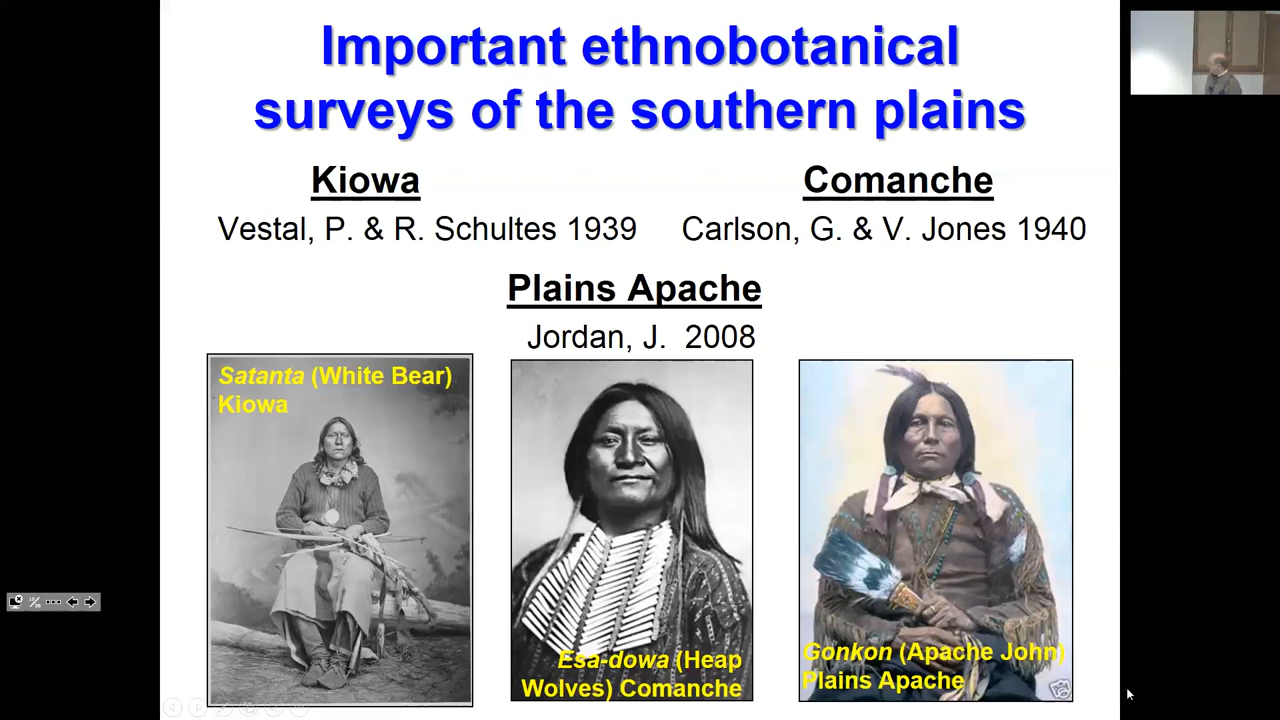 Important ethnobotanical
surveys of the southern plains
Kiowa
Comanche
Vestal, P. & R. Schultes 1939
Carlson, G. & V. Jones 1940
Plains Apache
Jordan, J. 2008
Satanta (White Bear)
Kiowa
Esa-dowa (Heap
Wolves) Comanche
Gonkon (Apache John)
Plains Apache